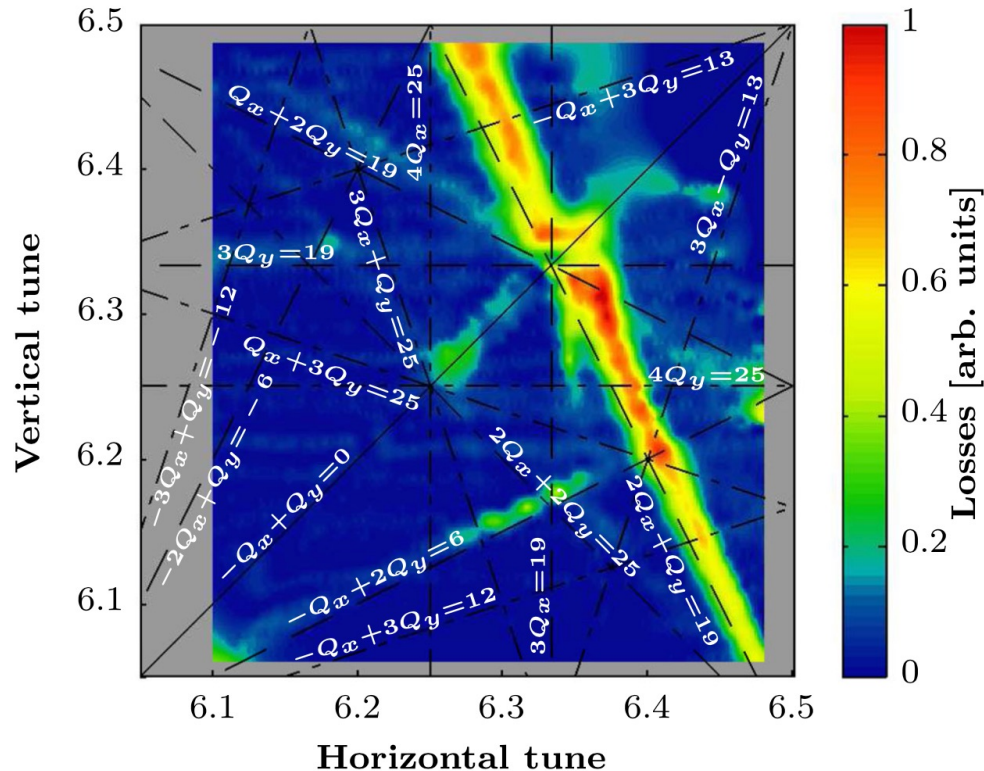 6.5
6.4
6.3
6.2
6.1
Vertical tune
6.1
6.2
6.3
6.4
6.5
Horizontal tune
Qx+2Qy=19
4Qx=25
−Qx+3Qy=13
3Qx−Qy=13
3Qx+Qy=25
3Qy=19
Qx+3Qy=25
4Qy=25
−3Qx+Qy=−12
−2Qx+Qy=−6
−Qx+Qy=0
2Qx+2Qy=25
2Qx+Qy=19
−Qx+2Qy=6
−Qx+3Qy=12
3Qx=19
1
0.8
0.6
0.4
0.2
0
Losses [arb. units]